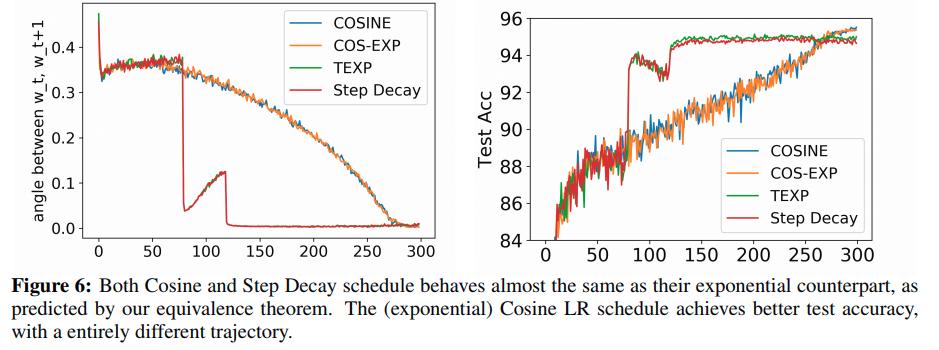 angle between w_t, w_t+1
0.4
0.3
0.2
0.1
0.0
0
50
100
150
200
250
300
COSINE
COS-EXP
TEXP
Step Decay
Test Acc
96
94
92
90
88
86
84
0
50
100
150
200
250
300
COSINE
COS-EXP
TEXP
Step Decay
Figure 6: Both Cosine and Step Decay schedule behaves almost the same as their exponential counterpart, as
predicted by our equivalence theorem. The (exponential) Cosine LR schedule achieves better test accuracy,
with a entirely different trajectory.